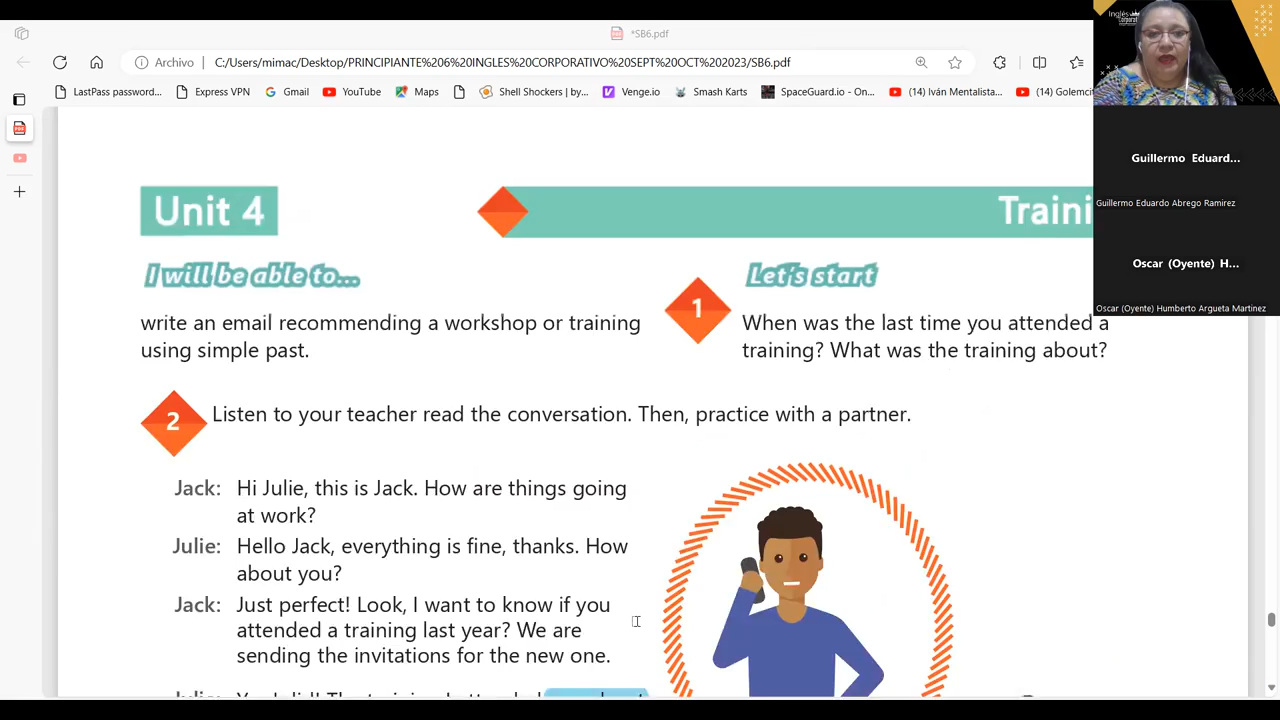 *SB6.pdf
Archivo
C:/Users/mimac/Desktop/PRINCIPIANTE%206%20INGLES%20CORPORATIVO%20SEPT%20OCT%202023/SB6.pdf
LastPass password...
Express VPN
Gmail
YouTube
Maps
Shell Shockers | by...
Venge.io
Smash Karts
SpaceGuard.io - On...
(14) Iván Mentalista...
(14) Golemcit
Inglés
Corporat
Guillermo Eduard...
Guillermo Eduardo Abrego Ramirez
Oscar (Oyente) H...
Oscar (Oyente) Humberto Argueta Martinez
Unit 4
Traini
I will be able to...
write an email recommending a workshop or training
using simple past.
1
Let's start
When was the last time you attended a
training? What was the training about?
2
Listen to your teacher read the conversation. Then, practice with a partner.
Jack: Hi Julie, this is Jack. How are things going
at work?
Julie: Hello Jack, everything is fine, thanks. How
about you?
Jack: Just perfect! Look, I want to know if you
attended a training last year? We are
sending the invitations for the new one.